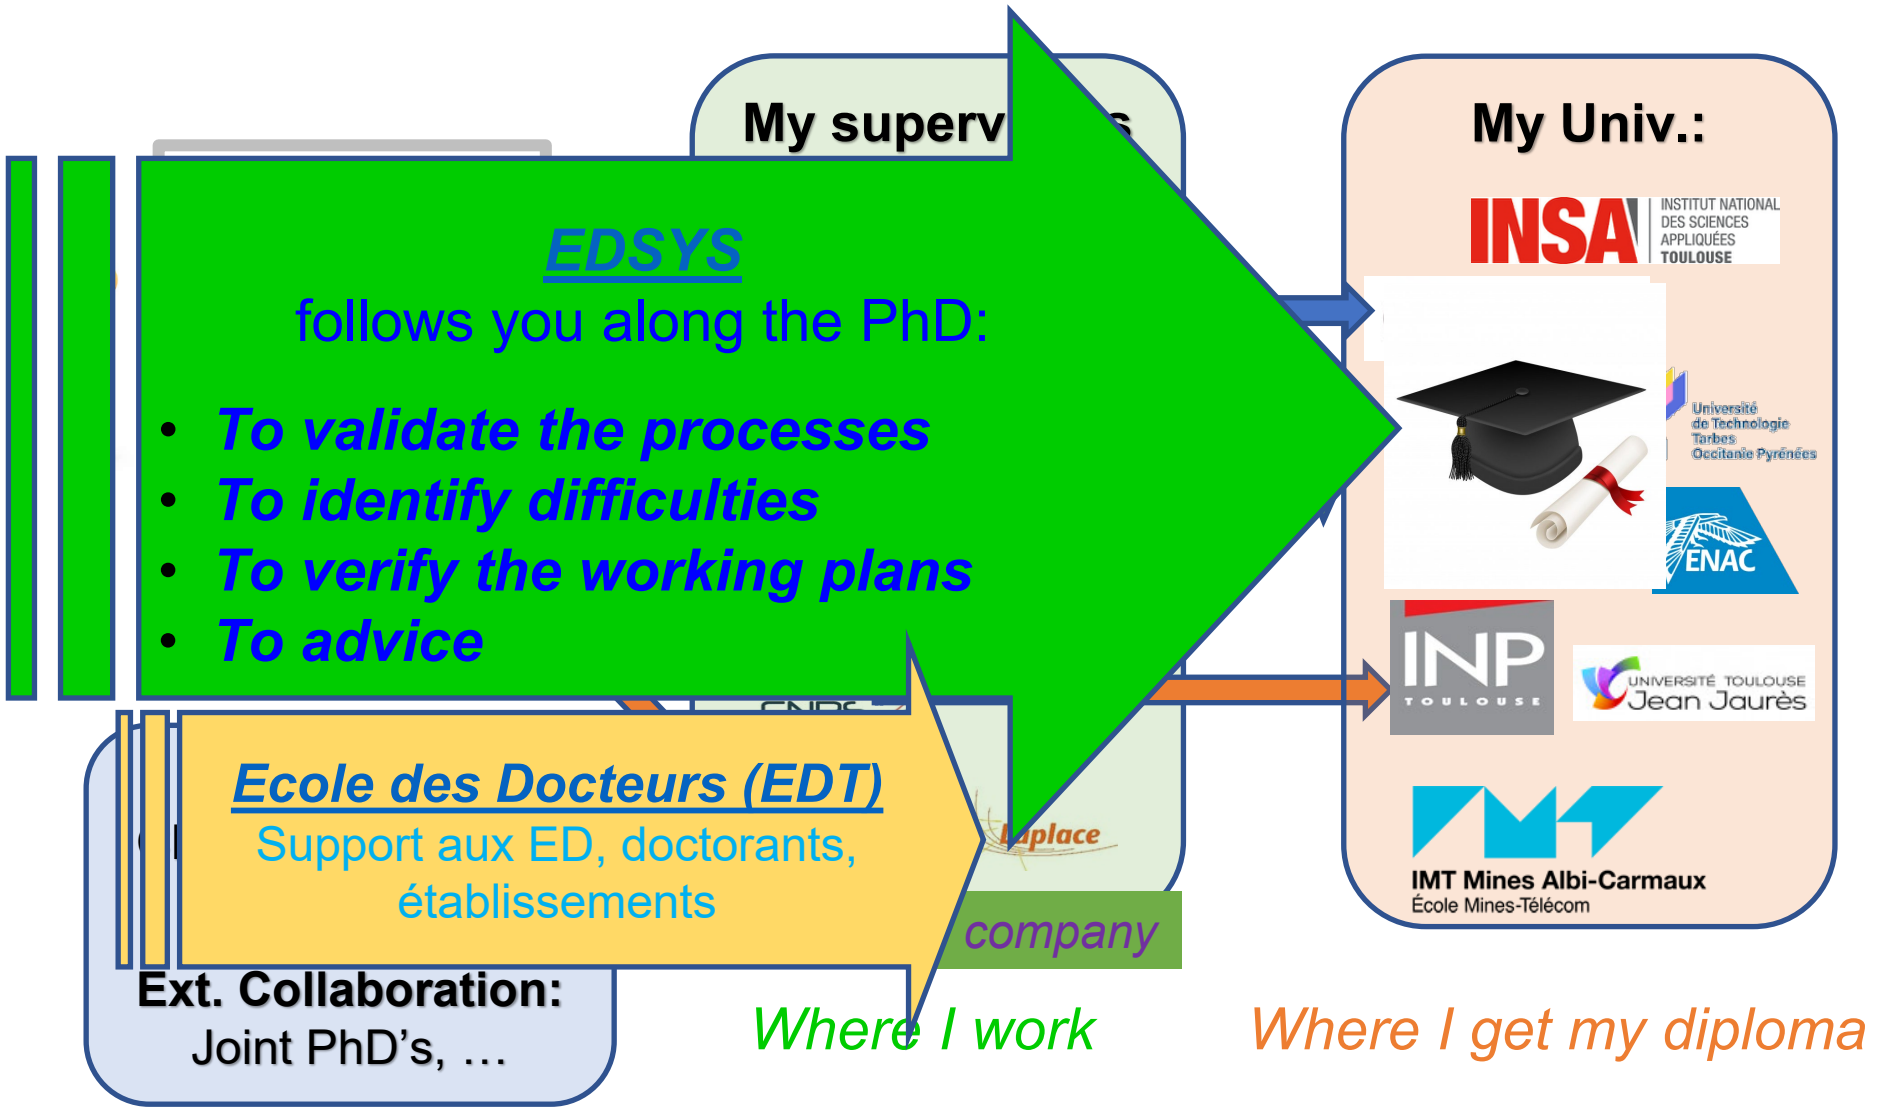 My superv
My Univ.:
INSA
INSTITUT NATIONAL
DES SCIENCES
APPLIQUÉES
TOULOUSE
EDSYS
follows you along the PhD:
• To validate the processes
• To identify difficulties
• To verify the working plans
• To advice
Université
de Technologie
Tarbes
Occitanie Pyrénées
ENAC
INP
TOULOUSE
UNIVERSITÉ TOULOUSE
Jean Jaurès
CNRS
Ecole des Docteurs (EDT)
Support aux ED, doctorants,
établissements
Laplace
company
IMT Mines Albi-Carmaux
École Mines-Télécom
Ext. Collaboration:
Joint PhD’s, …
Where I work
Where I get my diploma